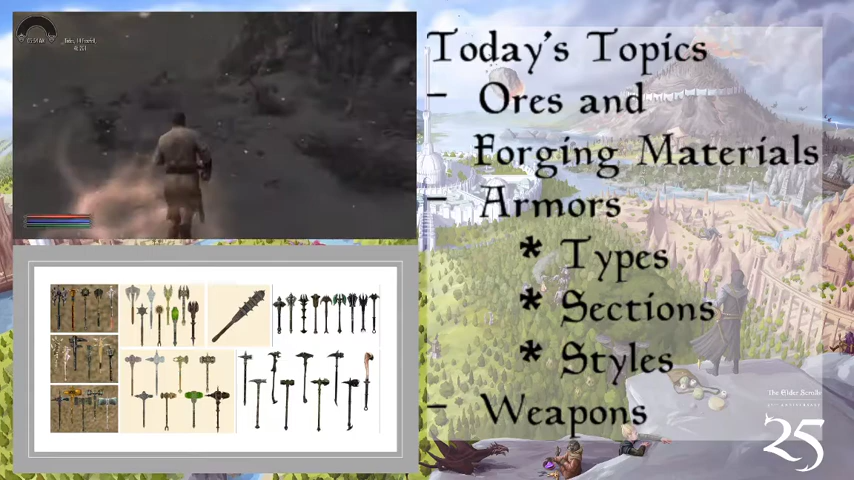 Today's Topics
- Ores and
Forging Materials
- Armors
* Types
* Sections
* Styles
- Weapons
The Elder Scrolls
25